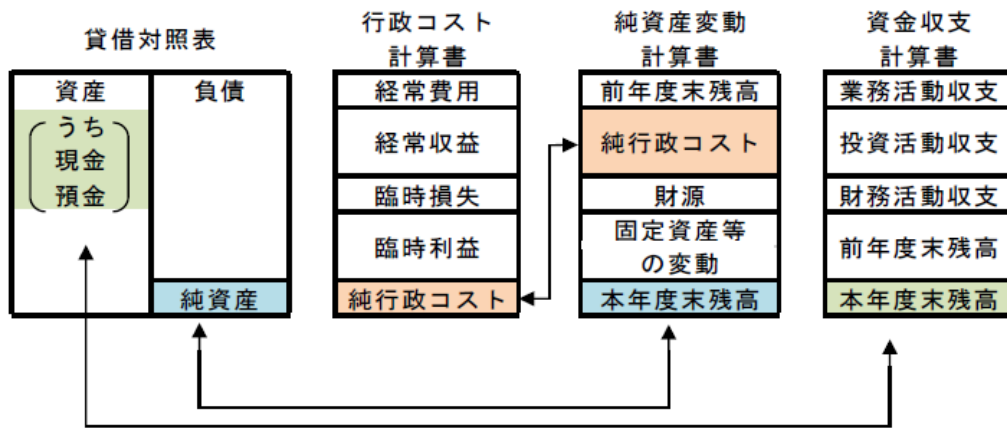 貸借対照表
資産
うち
現金
預金
負債
純資産
行政コスト
計算書
経常費用
経常収益
臨時損失
臨時利益
純行政コスト
純資産変動
計算書
前年度末残高
純行政コスト
財源
固定資産等
の変動
本年度末残高
資金収支
計算書
業務活動収支
投資活動収支
財務活動収支
前年度末残高
本年度末残高